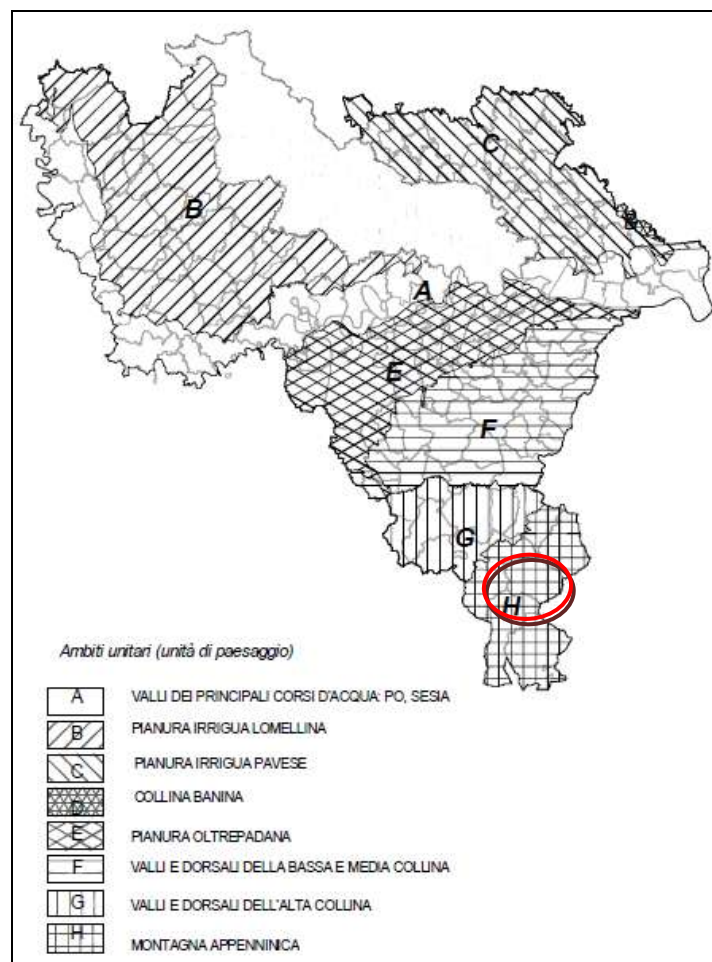 C
B
A
E
F
G
H
Ambiti unitari (unità di paesaggio)
A VALLI DEI PRINCIPALI CORSI D'ACQUA: PO, SESIA
B PIANURA IRRIGUA LOMELLINA
C PIANURA IRRIGUA PAVESE
D COLLINA BANINA
E PIANURA OLTREPADANA
F VALLI E DORSALI DELLA BASSA E MEDIA COLLINA
G VALLI E DORSALI DELL'ALTA COLLINA
H MONTAGNA APPENNINICA